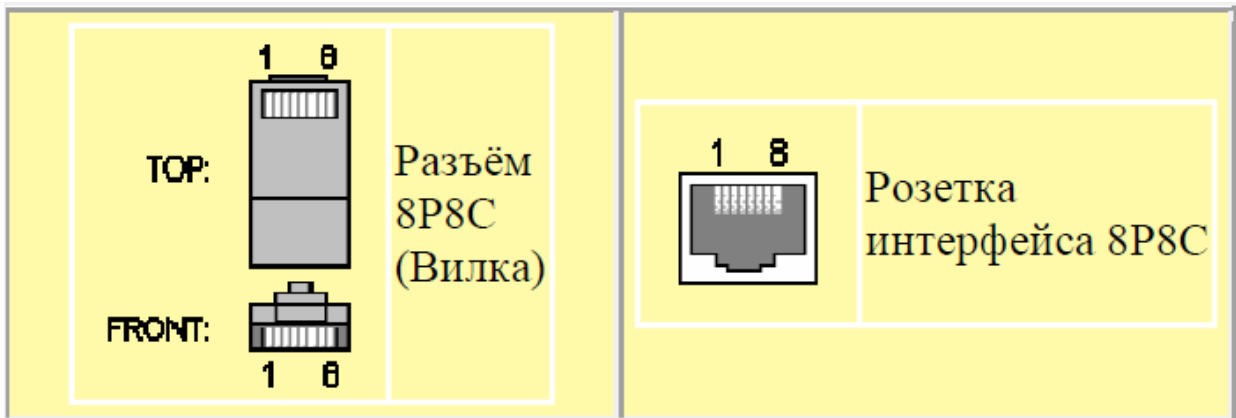 1 8
TOP:
Разъём
8P8C
(Вилка)
FRONT:
1 8
1 8
Розетка
интерфейса 8P8C